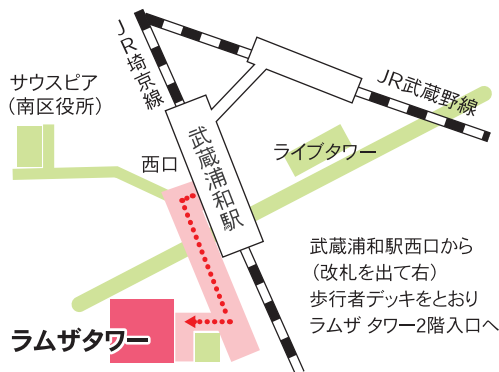 JR埼京線
サウスピア
（南区役所）
JR武蔵野線
西口
武蔵浦和駅
ライブタワー
武蔵浦和駅西口から
（改札を出て右）
歩行者デッキをとおり
ラムザ タワー2階入口へ
ラムザタワー